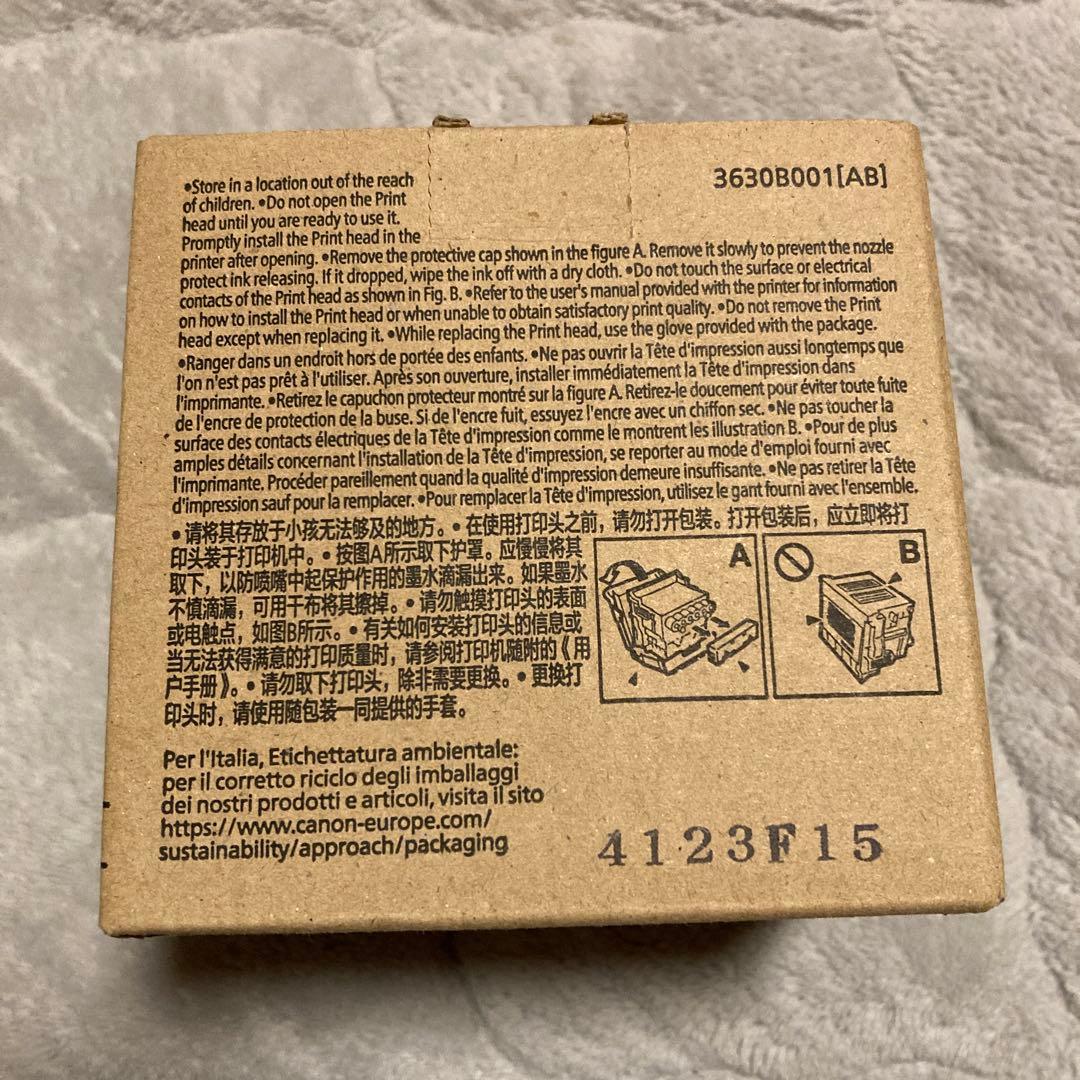 3630B001[AB]
•Store in a location out of the reach
of children. •Do not open the Print
head until you are ready to use it.
Promptly install the Print head in the
printer after opening. •Remove the protective cap shown in the figure A. Remove it slowly to prevent the nozzle
protect ink releasing. If it dropped, wipe the ink off with a dry cloth. •Do not touch the surface or electrical
contacts of the Print head as shown in Fig. B. •Refer to the user's manual provided with the printer for information
on how to install the Print head or when unable to obtain satisfactory print quality. •Do not remove the Print
head except when replacing it. •While replacing the Print head, use the glove provided with the package.
•Ranger dans un endroit hors de portée des enfants. •Ne pas ouvrir la Tête d'impression aussi longtemps que
l'on n'est pas prêt à l'utiliser. Après son ouverture, installer immédiatement la Tête d'impression dans
l'imprimante. •Retirez le capuchon protecteur montré sur la figure A. Retirez-le doucement pour éviter toute fuite
de l'encre de protection de la buse. Si de l'encre fuit, essuyez l'encre avec un chiffon sec. •Ne pas toucher la
surface des contacts électriques de la Tête d'impression comme le montrent les illustration B. •Pour de plus
amples détails concernant l'installation de la Tête d'impression, se reporter au mode d'emploi fourni avec
l'imprimante. Procéder pareillement quand la qualité d'impression demeure insuffisante. •Ne pas retirer la Tête
d'impression sauf pour la remplacer. •Pour remplacer la Tête d'impression, utilisez le gant fourni avec l'ensemble.
•请将其存放于小孩无法够及的地方。•在使用打印头之前，请勿打开包装。打开包装后，应立即将打
印头装于打印机中。•按图A所示取下护罩。应慢慢将其
取下，以防喷嘴中起保护作用的墨水滴漏出来。如果墨水
不慎滴漏，可用干布将其擦掉。•请勿触摸打印头的表面
或电触点，如图B所示。•有关如何安装打印头的信息或
当无法获得满意的打印质量时，请参阅打印机随附的《用
户手册》。•请勿取下打印头，除非需要更换。•更换打
印头时，请使用随包装一同提供的手套。
A
B
Per l'Italia, Etichettatura ambientale:
per il corretto riciclo degli imballaggi
dei nostri prodotti e articoli, visita il sito
https://www.canon-europe.com/
sustainability/approach/packaging
4123F15